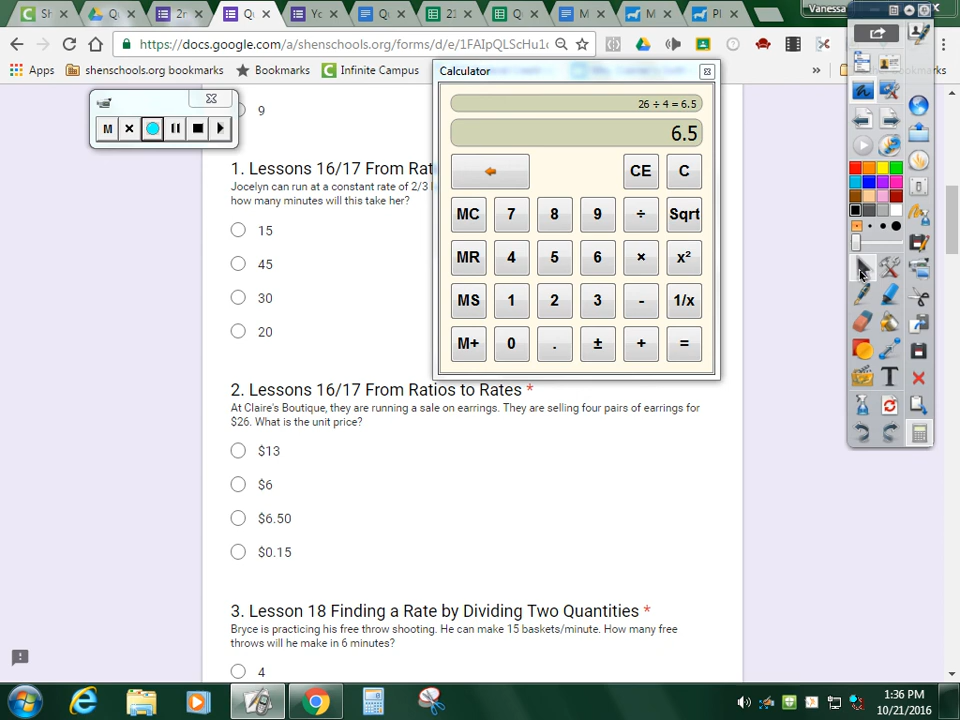 Sh
Q
2r
Q
Yc
Q
21
Q
M
M
Pl
Vanessa
https://docs.google.com/a/shenschools.org/forms/d/e/1FAIpQLScHu1
Apps
shenschools.org bookmarks
Bookmarks
Infinite Campus
»
Calculator
26 ÷ 4 = 6.5
6.5
CE
C
MC
7
8
9
÷
Sqrt
MR
4
5
6
×
x²
MS
1
2
3
-
1/x
M+
0
.
±
+
=
M
9
1. Lessons 16/17 From Rat
Jocelyn can run at a constant rate of 2/3
how many minutes will this take her?
15
45
30
20
2. Lessons 16/17 From Ratios to Rates *
At Claire's Boutique, they are running a sale on earrings. They are selling four pairs of earrings for
$26. What is the unit price?
$13
$6
$6.50
$0.15
3. Lesson 18 Finding a Rate by Dividing Two Quantities *
Bryce is practicing his free throw shooting. He can make 15 baskets/minute. How many free
throws will he make in 6 minutes?
4
T
1:36 PM
10/21/2016